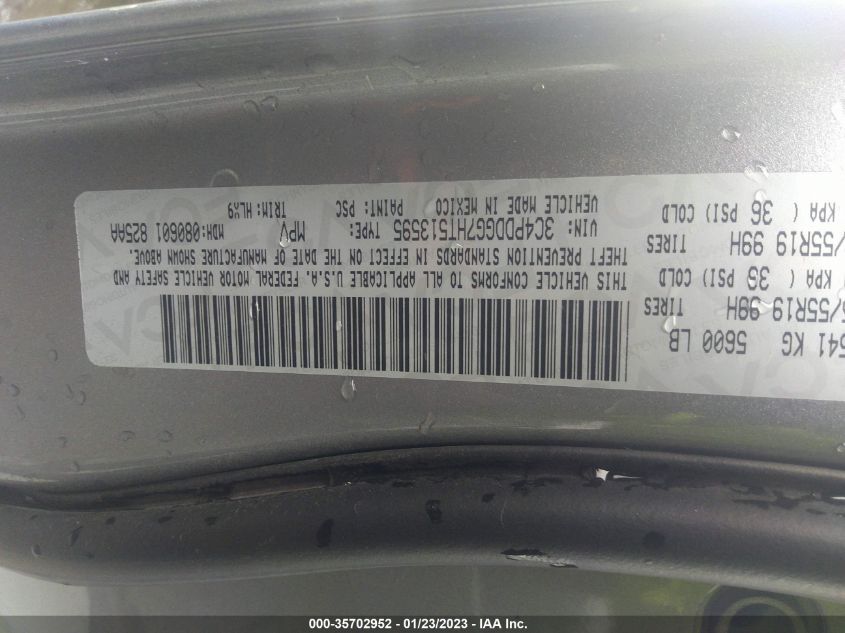 541 KG 5600 LB
/55R19 99H TIRES
KPA ( 36 PSI) COLD
/55R19 99H TIRES
KPA ( 36 PSI) COLD
THIS VEHICLE CONFORMS TO ALL APPLICABLE U.S.A. FEDERAL MOTOR VEHICLE SAFETY AND
THEFT PREVENTION STANDARDS IN EFFECT ON THE DATE OF MANUFACTURE SHOWN ABOVE.
VIN: 3C4PDDGG7HT513595 TYPE: MPV MDH:080601 825AA
VEHICLE MADE IN MEXICO PAINT: PSC TRIM: HLX9
000-35702952 - 01/23/2023 - IAA Inc.